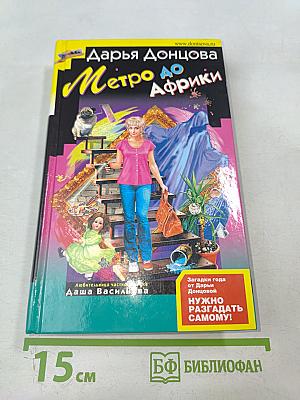 www.dontsova.ru
Дарья Донцова
Метро до
Африки
Любительница частного сыска
Даша Васильева
Загадки года
от Дарьи
Донцовой
НУЖНО
РАЗГАДАТЬ
САМОМУ!
15 см
БФ БИБЛИОФАН